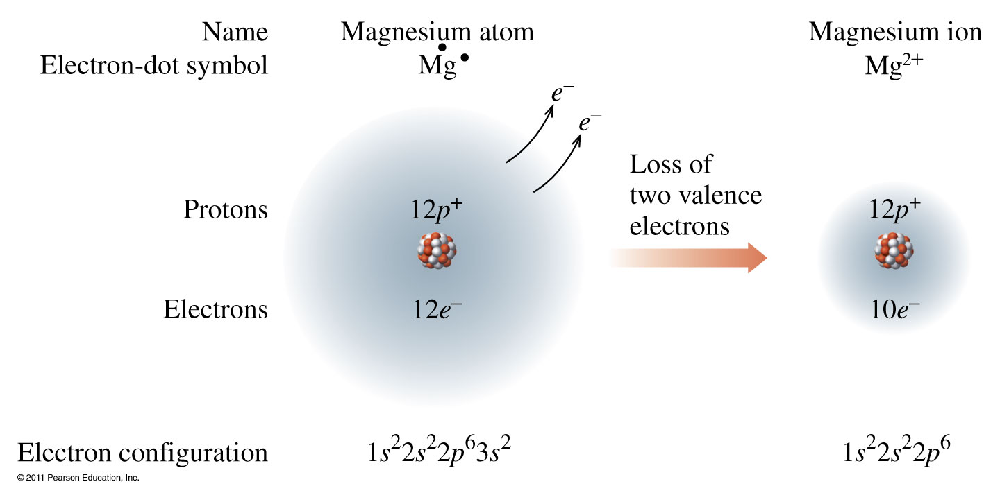 Name Magnesium atom Magnesium ion
Electron-dot symbol Mg Mg²⁺
e⁻
e⁻
Loss of
two valence
electrons
Protons 12p⁺ 12p⁺
Electrons 12e⁻ 10e⁻
Electron configuration 1s²2s²2p⁶3s² 1s²2s²2p⁶
© 2011 Pearson Education, Inc.